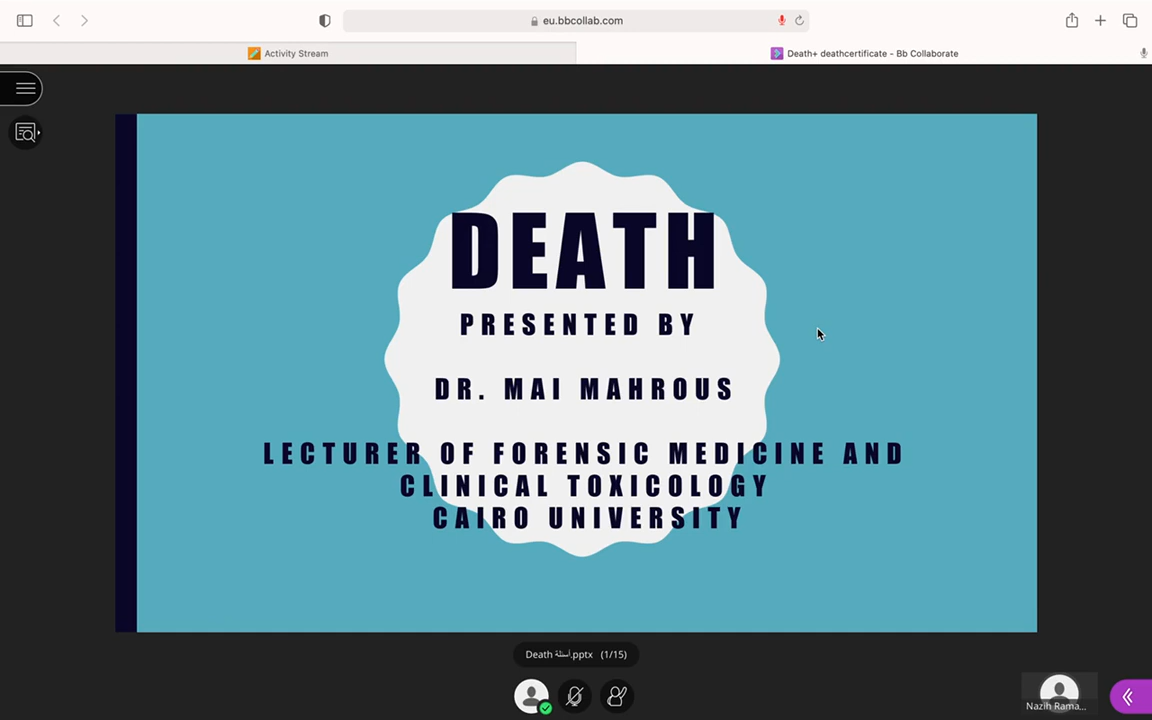 eu.bbcollab.com
Activity Stream
Death+ deathcertificate - Bb Collaborate
DEATH
PRESENTED BY
DR. MAI MAHROUS
LECTURER OF FORENSIC MEDICINE AND
CLINICAL TOXICOLOGY
CAIRO UNIVERSITY
Death أسئلة.pptx (1/15)
Nazih Rama...